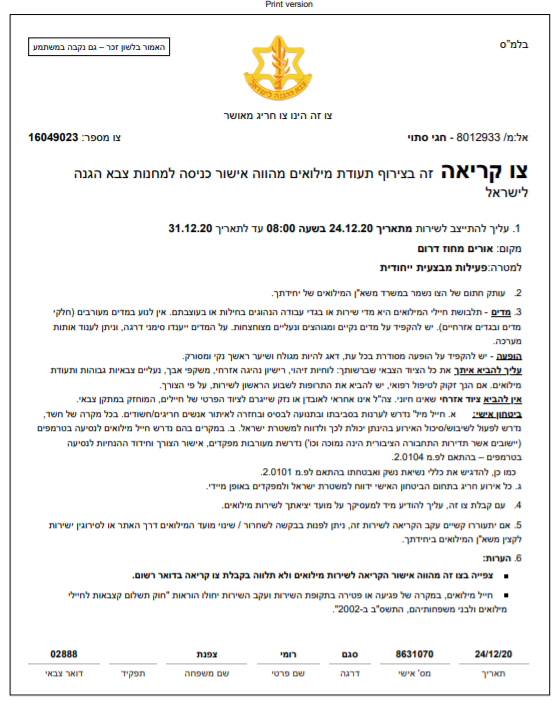 Print version
בלמ"ס
האמור בלשון זכר – גם נקבה במשתמע
צבא הגנה לישראל
צו זה הינו צו חריג מאושר
אל:מ/ 8012933 - חגי סתוי
צו מספר: 16049023
צו קריאה זה בצירוף תעודת מילואים מהווה אישור כניסה למחנות צבא הגנה
לישראל
1. עליך להתייצב לשירות מתאריך 24.12.20 בשעה 08:00 עד לתאריך 31.12.20
מקום: אורים מחוז דרום
למטרה:פעילות מבצעית ייחודית
2. עותק חתום של הצו נשמר במשרד משא"ן המילואים של יחידתך.
3. מדים - תלבושת חיילי המילואים היא מדי שירות או בגדי עבודה הנהוגים בחילות או בעוצבתם. אין לנוע במדים מעורבים (חלקי
מדים ובגדים אזרחיים). יש להקפיד על מדים נקיים ומגוהצים ונעליים מצוחצחות. על המדים ייענדו סימני דרגה, וניתן לענוד אותות
מערכה.
הופעה - יש להקפיד על הופעה מסודרת בכל עת, דאג להיות מגולח ושיער ראשך נקי ומסורק.
עליך להביא איתך את כל הציוד הצבאי שברשותך: לוחיות זיהוי, רישיון נהיגה אזרחי, משקפי אבך, נעליים צבאיות גבוהות ותעודת
מילואים. אם הנך זקוק לטיפול רפואי, יש להביא את התרופות לשבוע הראשון לשירות, על פי הצורך.
אין להביא ציוד אזרחי שאינו חיוני. צה"ל אינו אחראי לאובדן או נזק שייגרם לציוד הפרטי של חיילים, המוחזק במתקן צבאי.
ביטחון אישי: א. חייל מיל' נדרש לערנות בסביבתו ובתנועה לבסיס ובחזרה לאיתור אנשים חריגים/חשודים. בכל מקרה של חשד,
נדרש לפעול לשיבוש/סיכול האירוע בהינתן יכולת לכך ולדווח למשטרת ישראל. ב. במקרים בהם נדרש חייל מילואים לנסיעה בטרמפים
(יישובים אשר תדירות התחבורה הציבורית הינה נמוכה וכו') נדרשת מעורבות מפקדים, אישור הצורך וחידוד ההנחיות לנסיעה
בטרמפים – בהתאם לפ.מ 2.0104.
כמו כן, להדגיש את כללי נשיאת נשק ואבטחתו בהתאם לפ.מ 2.0101.
ג. כל אירוע חריג בתחום הביטחון האישי ידווח למשטרת ישראל ולמפקדים באופן מיידי.
4. עם קבלת צו זה, עליך להודיע מיד למעסיקך על מועד יציאתך לשירות מילואים.
5. אם יתעוררו קשיים עקב הקריאה לשירות זה, ניתן לפנות בבקשה לשחרור / שינוי מועד המילואים דרך האתר או לסירוגין ישירות
לקצין משא"ן המילואים ביחידתך.
6. הערות:
▪ צפייה בצו זה מהווה אישור הקריאה לשירות מילואים ולא תלווה בקבלת צו קריאה בדואר רשום.
▪ חייל מילואים, במקרה של פגיעה או פטירה בתקופת השירות ועקב השירות יחולו הוראות "חוק תשלום קצבאות לחיילי
מילואים ולבני משפחותיהם, התשס"ב ב-2002".
24/12/20 8631070 סגם רומי צפנת 02888
תאריך מס' אישי דרגה שם פרטי שם משפחה תפקיד דואר צבאי